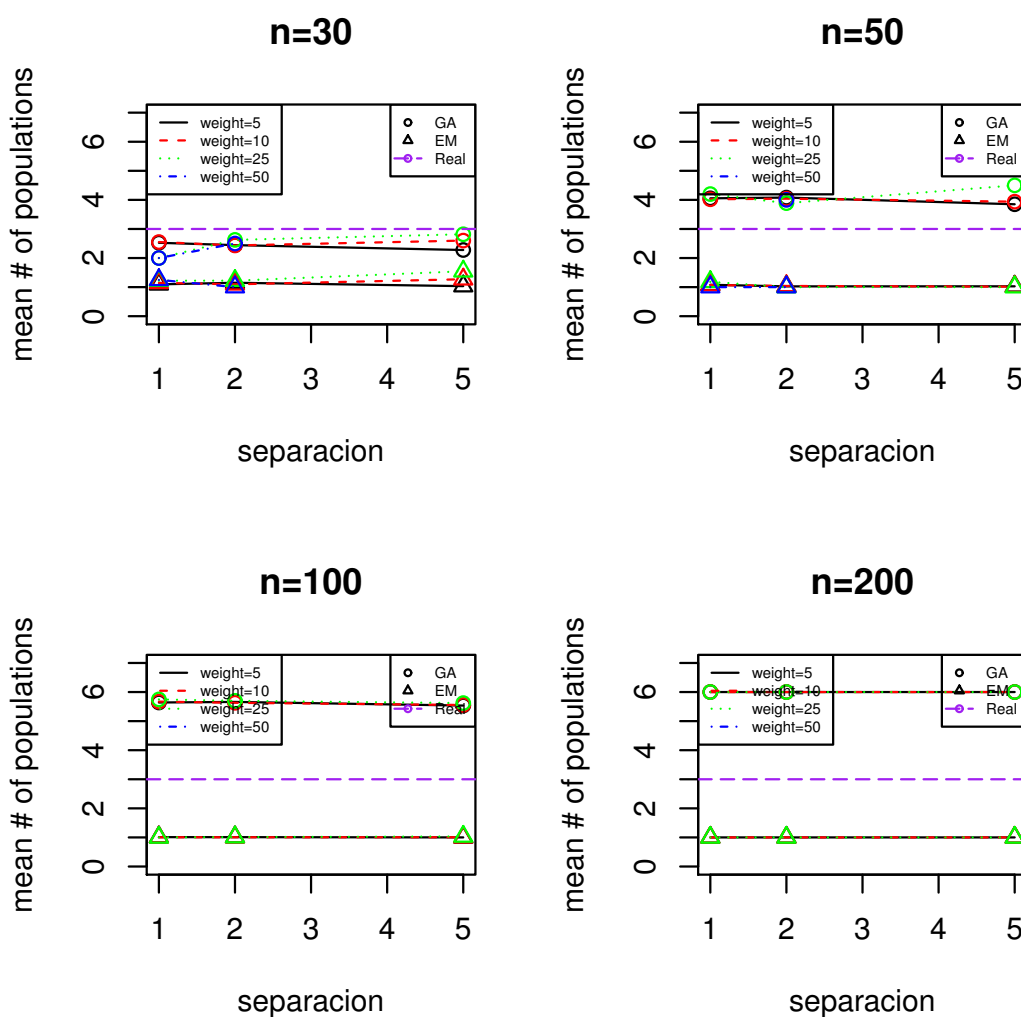 n=30
mean # of populations
0 2 4 6
weight=5
weight=10
weight=25
weight=50
GA
EM
Real
1 2 3 4 5
separacion
n=50
mean # of populations
0 2 4 6
weight=5
weight=10
weight=25
weight=50
GA
EM
Real
1 2 3 4 5
separacion
n=100
mean # of populations
0 2 4 6
weight=5
weight=10
weight=25
weight=50
GA
EM
Real
1 2 3 4 5
separacion
n=200
mean # of populations
0 2 4 6
weight=5
weight=10
weight=25
weight=50
GA
EM
Real
1 2 3 4 5
separacion